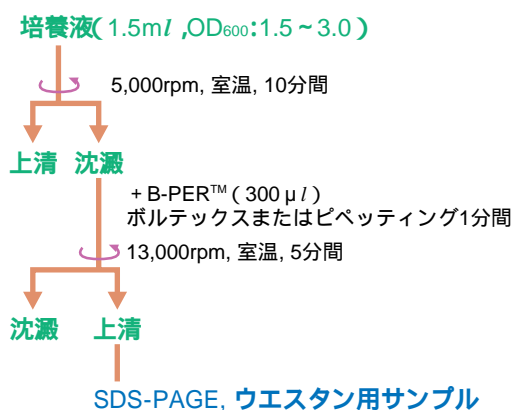 培養液(1.5ml ,OD600:1.5~3.0)
5,000rpm, 室温, 10分間
上清 沈澱
+B-PER™(300μl)
ボルテックスまたはピペッティング1分間
13,000rpm, 室温, 5分間
沈澱 上清
SDS-PAGE, ウエスタン用サンプル